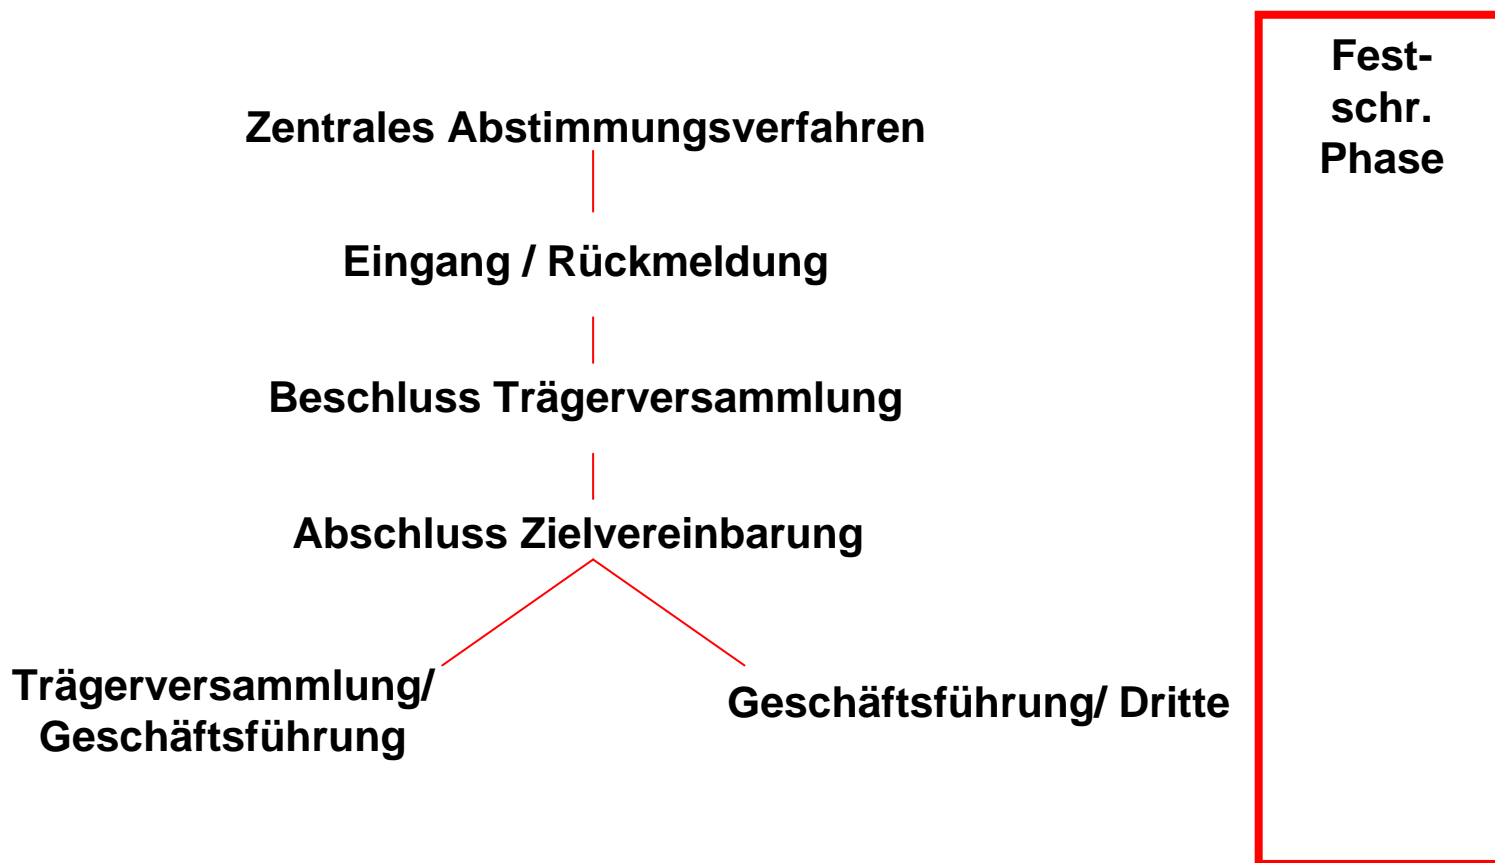 Zentrales Abstimmungsverfahren
Eingang / Rückmeldung
Beschluss Trägerversammlung
Abschluss Zielvereinbarung
Trägerversammlung/
Geschäftsführung
Geschäftsführung/ Dritte
Fest-
schr.
Phase